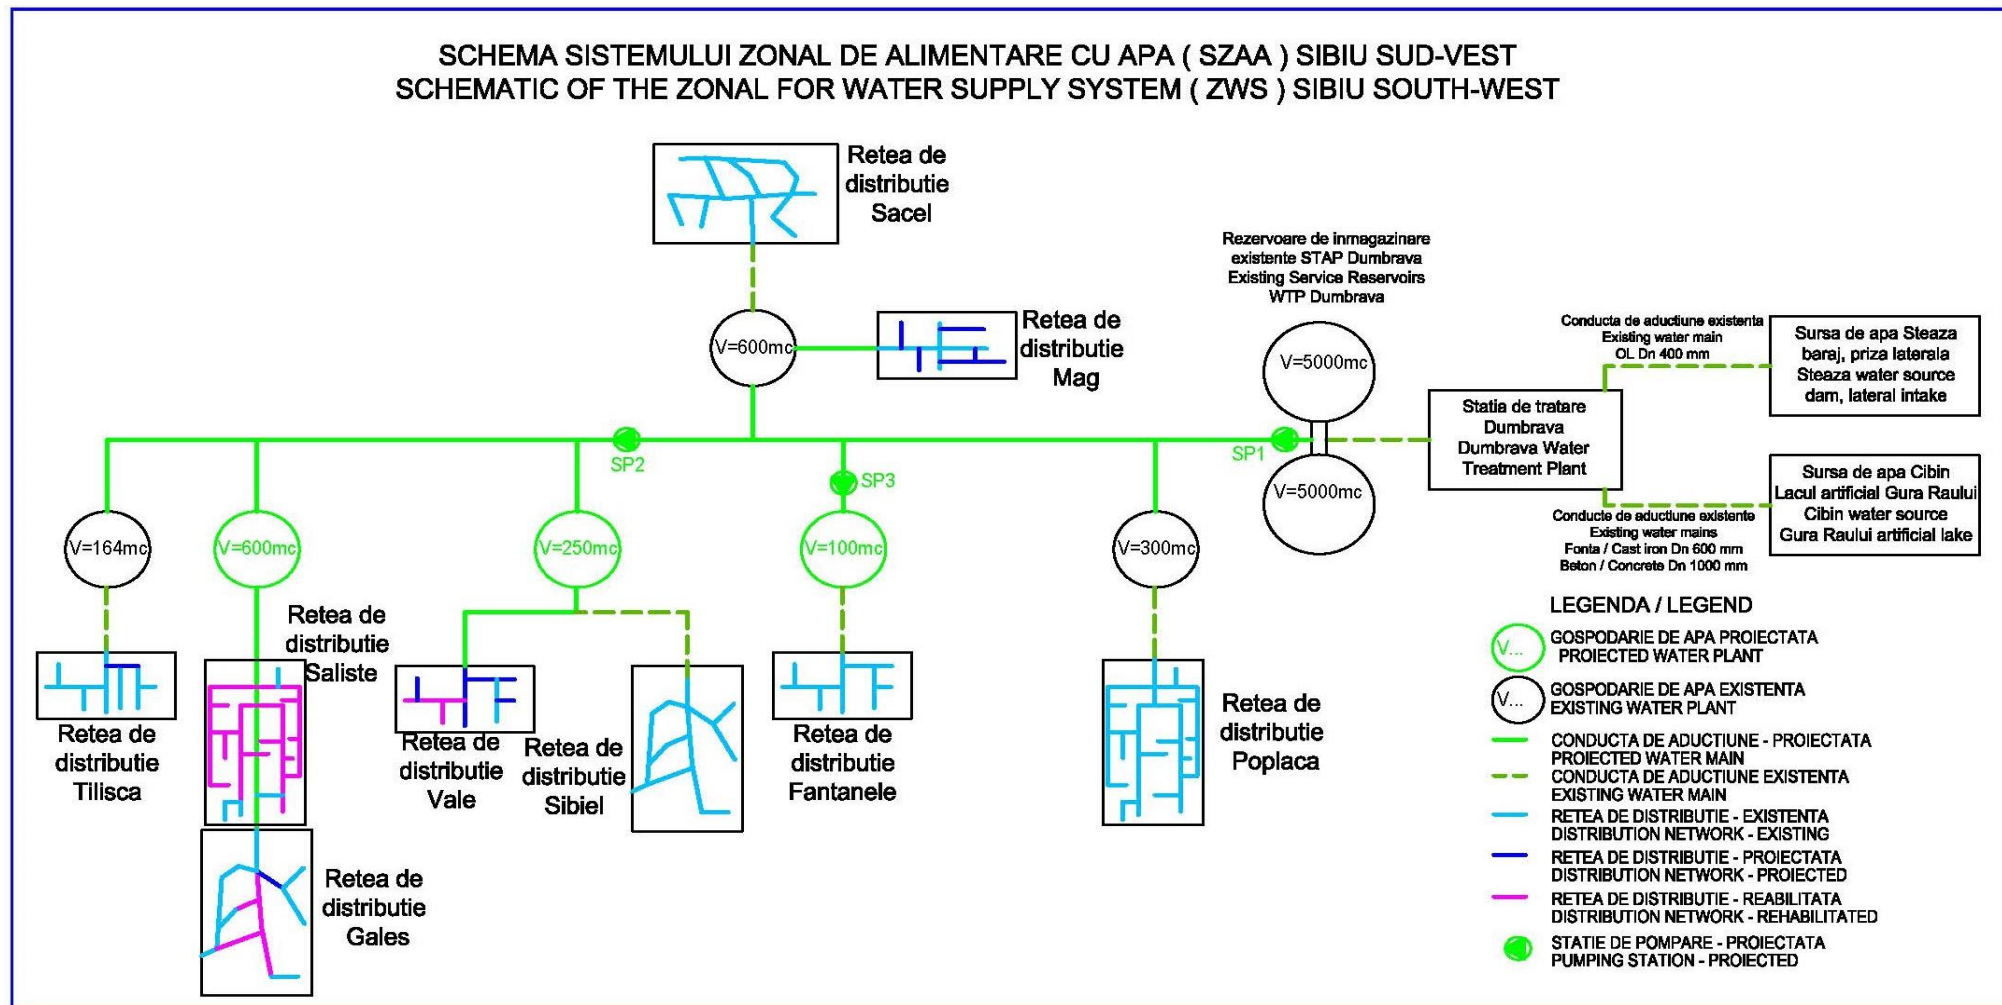 SCHEMA SISTEMULUI ZONAL DE ALIMENTARE CU APA ( SZAA ) SIBIU SUD-VEST
SCHEMATIC OF THE ZONAL FOR WATER SUPPLY SYSTEM ( ZWS ) SIBIU SOUTH-WEST
Retea de
distributie
Sacel
Rezervoare de inmagazinare
existente STAP Dumbrava
Existing Service Reservoirs
WTP Dumbrava
V=600mc
Retea de
distributie
Mag
V=5000mc
Conducta de aductiune existenta
Existing water main
OL Dn 400 mm
Sursa de apa Steaza
baraj, priza laterala
Steaza water source
dam, lateral intake
Statia de tratare
Dumbrava
Dumbrava Water
Treatment Plant
SP2
SP3
SP1
V=5000mc
Sursa de apa Cibin
Lacul artificial Gura Raului
Cibin water source
Gura Raului artificial lake
Conducte de aductiune existente
Existing water mains
Fonta / Cast iron Dn 600 mm
Beton / Concrete Dn 1000 mm
V=164mc
V=600mc
V=250mc
V=100mc
V=300mc
Retea de
distributie
Saliste
Retea de
distributie
Tilisca
Retea de
distributie
Vale
Retea de
distributie
Sibiel
Retea de
distributie
Fantanele
Retea de
distributie
Poplaca
Retea de
distributie
Gales
LEGENDA / LEGEND
V...
GOSPODARIE DE APA PROIECTATA
PROIECTED WATER PLANT
V...
GOSPODARIE DE APA EXISTENTA
EXISTING WATER PLANT
CONDUCTA DE ADUCTIUNE - PROIECTATA
PROIECTED WATER MAIN
CONDUCTA DE ADUCTIUNE EXISTENTA
EXISTING WATER MAIN
RETEA DE DISTRIBUTIE - EXISTENTA
DISTRIBUTION NETWORK - EXISTING
RETEA DE DISTRIBUTIE - PROIECTATA
DISTRIBUTION NETWORK - PROIECTED
RETEA DE DISTRIBUTIE - REABILITATA
DISTRIBUTION NETWORK - REHABILITATED
STATIE DE POMPARE - PROIECTATA
PUMPING STATION - PROIECTED